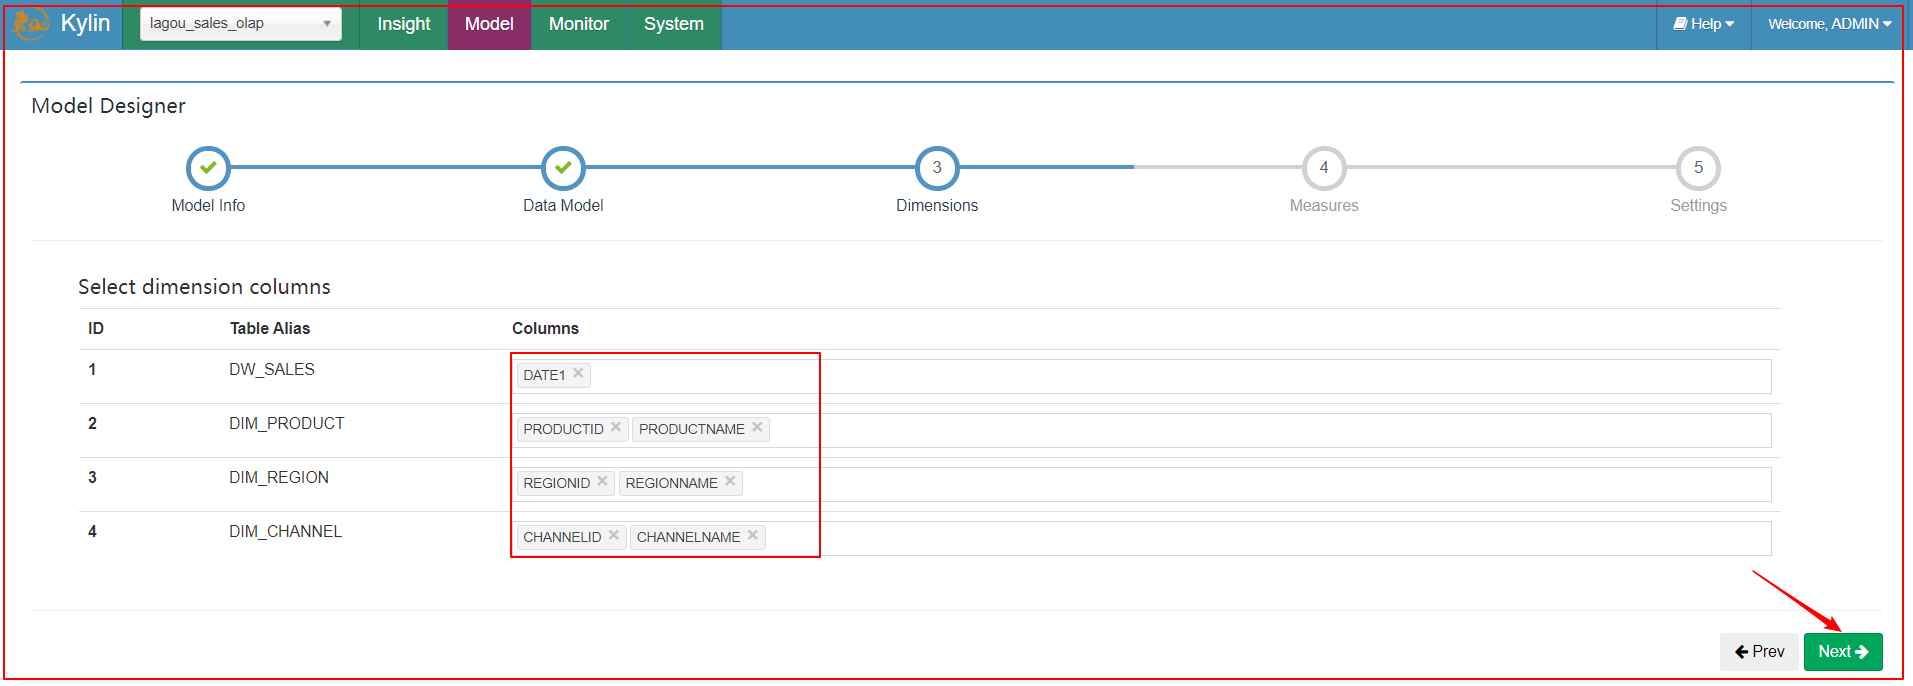 Kylin lagou_sales_olap Insight Model Monitor System Help Welcome, ADMIN
Model Designer
3 4 5
Model Info Data Model Dimensions Measures Settings
Select dimension columns
ID Table Alias Columns
1 DW_SALES DATE1
2 DIM_PRODUCT PRODUCTID PRODUCTNAME
3 DIM_REGION REGIONID REGIONNAME
4 DIM_CHANNEL CHANNELID CHANNELNAME
Prev Next